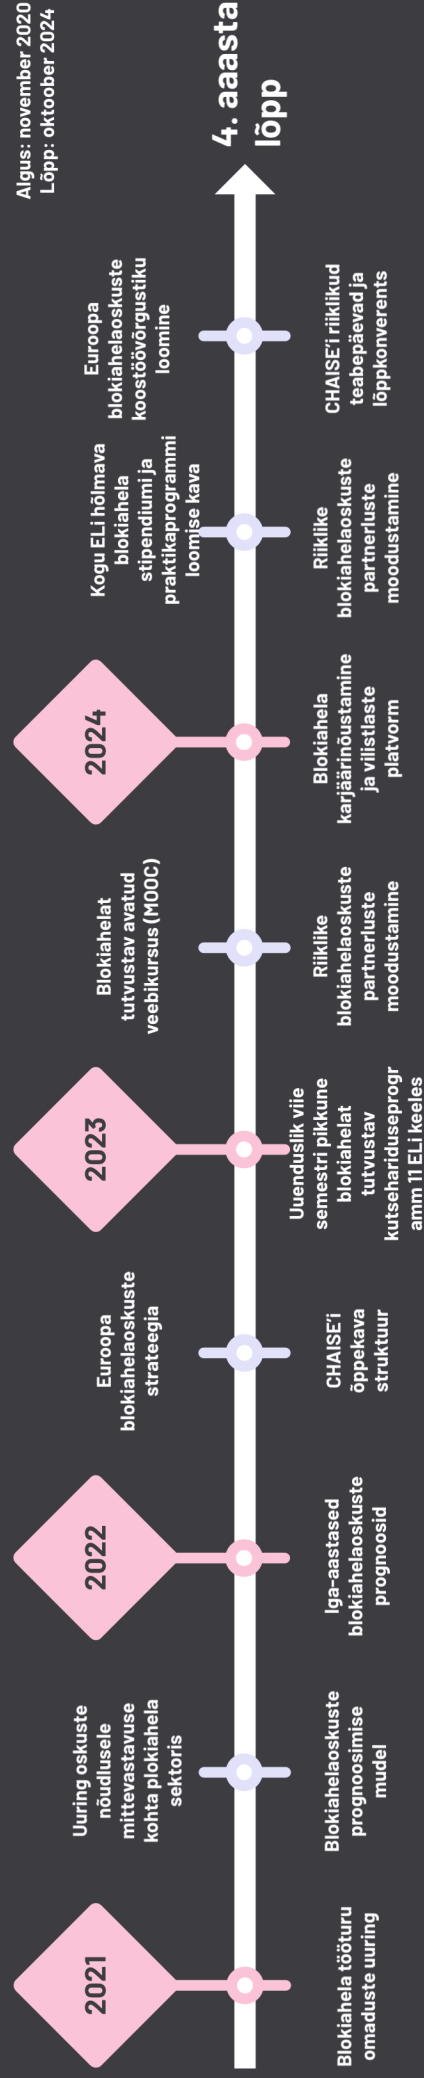 Algus: november 2020
Lõpp: oktoober 2024
2021
Blokiahela tööturu
omaduste uuring
Uuring oskuste
nõudlusele
mittevastavuse
kohta plokiahela
sektoris
Blokiahelaoskuste
prognoosimise
mudel
2022
Iga-aastased
blokiahelaoskuste
prognoosid
Euroopa
blokiahelaoskuste
strateegia
CHAISE'i
õppekava
struktuur
2023
Uuenduslik viie
semestri pikkune
blokiahelat
tutvustav
kutsehariduseprogr
amm 11 ELi keeles
Blokiahelat
tutvustav avatud
veebikursus (MOOC)
Riiklike
blokiahelaoskuste
partnerluste
moodustamine
2024
Blokiahela
karjäärinõustamine
ja vilistlaste
platvorm
Kogu ELi hõlmava
blokiahela
stipendiumi ja
praktikaprogrammi
loomise kava
Riiklike
blokiahelaoskuste
partnerluste
moodustamine
Euroopa
blokiahelaoskuste
koostöövõrgustiku
loomine
CHAISE'i riiklikud
teabepäevad ja
lõppkonverents
4. aaasta
lõpp